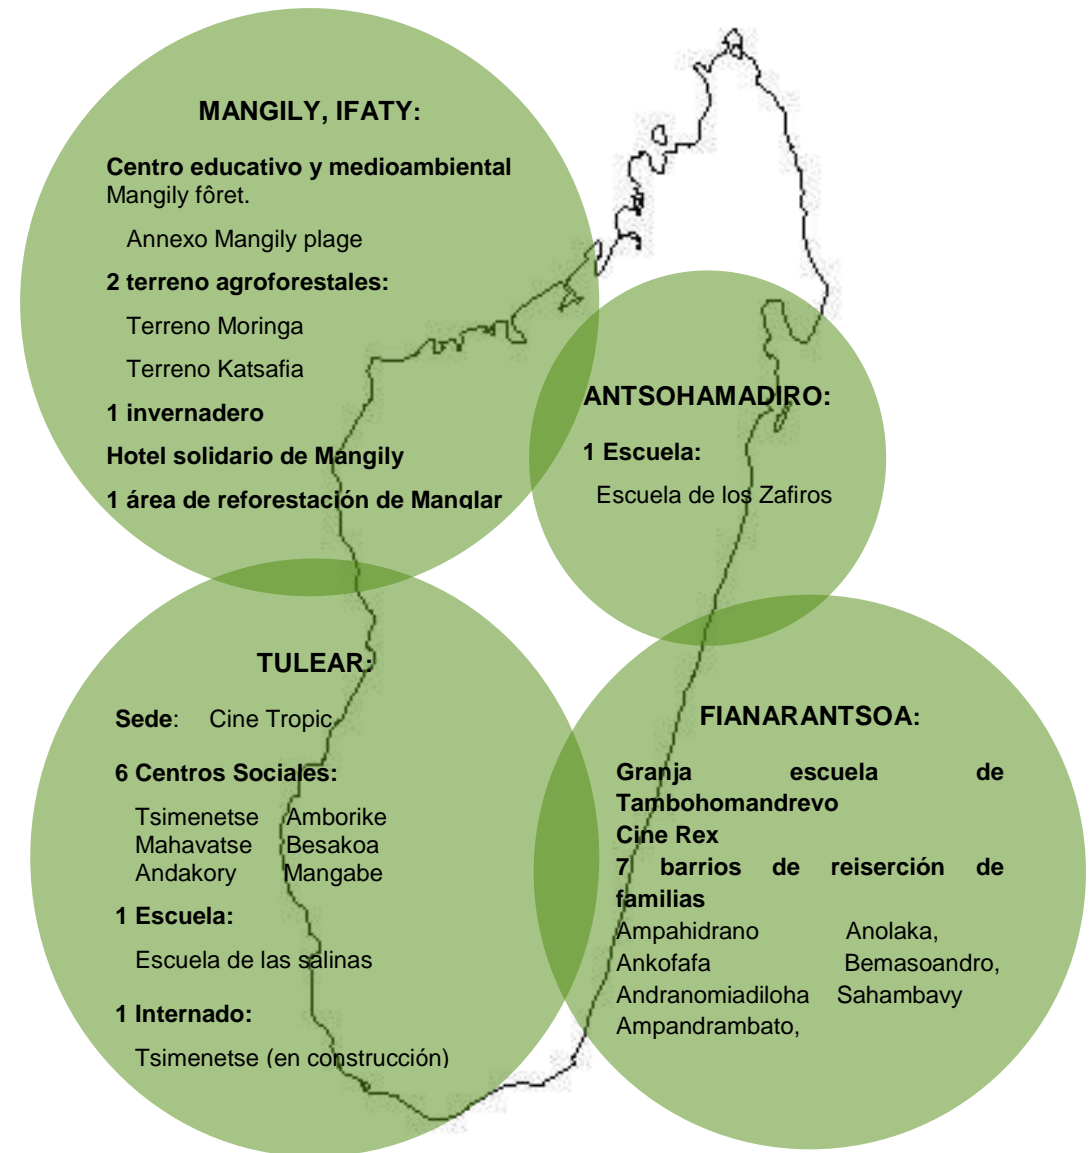 MANGILY, IFATY:
Centro educativo y medioambiental
Mangily fôret.
Annexo Mangily plage
2 terreno agroforestales:
Terreno Moringa
Terreno Katsafia
1 invernadero
Hotel solidario de Mangily
1 área de reforestación de Manglar
ANTSOHAMADIRO:
1 Escuela:
Escuela de los Zafiros
TULEAR:
Sede: Cine Tropic
6 Centros Sociales:
Tsimenetse Amborike
Mahavatse Besakoa
Andakory Mangabe
1 Escuela:
Escuela de las salinas
1 Internado:
Tsimenetse (en construcción)
FIANARANTSOA:
Granja escuela de
Tambohomandrevo
Cine Rex
7 barrios de reiserción de
familias
Ampahidrano Anolaka,
Ankofafa Bemasoandro,
Andranomiadiloha Sahambavy
Ampandrambato,